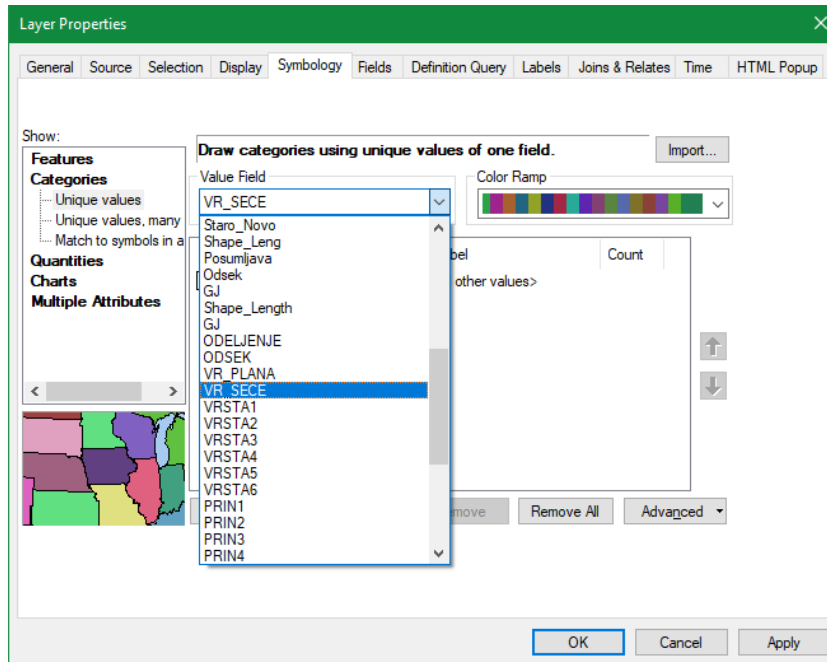 Layer Properties
General Source Selection Display Symbology Fields Definition Query Labels Joins & Relates Time HTML Popup
Show:
Features
Categories
Unique values
Unique values, many
Match to symbols in a
Quantities
Charts
Multiple Attributes
Draw categories using unique values of one field.
Import...
Value Field
VR_SECE
Color Ramp
Staro_Novo
Shape_Leng
Posumljava
Odsek
GJ
Shape_Length
GJ
ODELJENJE
ODSEK
VR_PLANA
VR_SECE
VRSTA1
VRSTA2
VRSTA3
VRSTA4
VRSTA5
VRSTA6
PRIN1
PRIN2
PRIN3
PRIN4
bel Count
other values>
emove Remove All Advanced
OK Cancel Apply